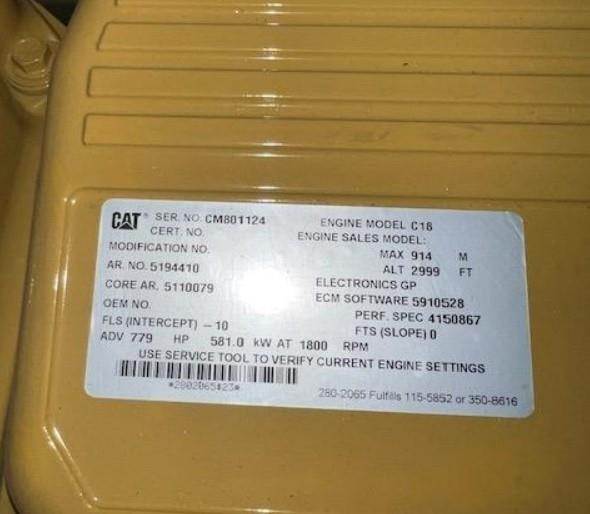 CAT® SER. NO. CM801124 ENGINE MODEL C18
CERT. NO. ENGINE SALES MODEL:
MODIFICATION NO. MAX 914 M
AR. NO. 5194410 ALT 2999 FT
CORE AR. 5110079 ELECTRONICS GP
OEM NO. ECM SOFTWARE 5910528
FLS (INTERCEPT) -10 PERF. SPEC 4150867
FTS (SLOPE) 0
ADV 779 HP 581.0 kW AT 1800 RPM
USE SERVICE TOOL TO VERIFY CURRENT ENGINE SETTINGS
280-2065 Fulfills 115-5852 or 350-8616